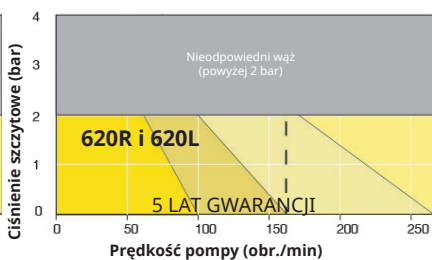 Ciśnienie szczytowe (bar)
4
3
2
1
0
Nieodpowiedni wąż
(powyżej 2 bar)
620R i 620L
5 LAT GWARANCJI
0 50 100 150 200 250
Prędkość pompy (obr./min)